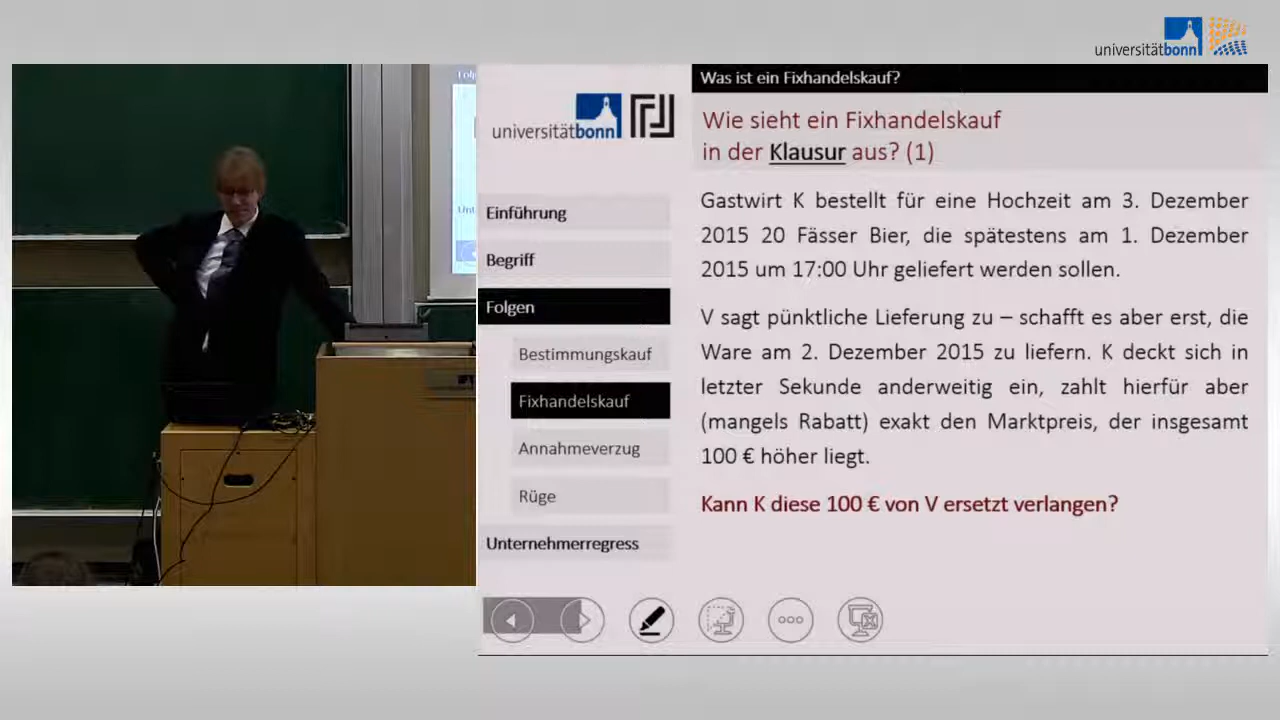 universitätbonn
Was ist ein Fixhandelskauf?
universitätbonn
Wie sieht ein Fixhandelskauf
in der Klausur aus? (1)
Einführung
Begriff
Folgen
Bestimmungskauf
Fixhandelskauf
Annahmeverzug
Rüge
Unternehmerregress
Gastwirt K bestellt für eine Hochzeit am 3. Dezember
2015 20 Fässer Bier, die spätestens am 1. Dezember
2015 um 17:00 Uhr geliefert werden sollen.
V sagt pünktliche Lieferung zu – schafft es aber erst, die
Ware am 2. Dezember 2015 zu liefern. K deckt sich in
letzter Sekunde anderweitig ein, zahlt hierfür aber
(mangels Rabatt) exakt den Marktpreis, der insgesamt
100 € höher liegt.
Kann K diese 100 € von V ersetzt verlangen?